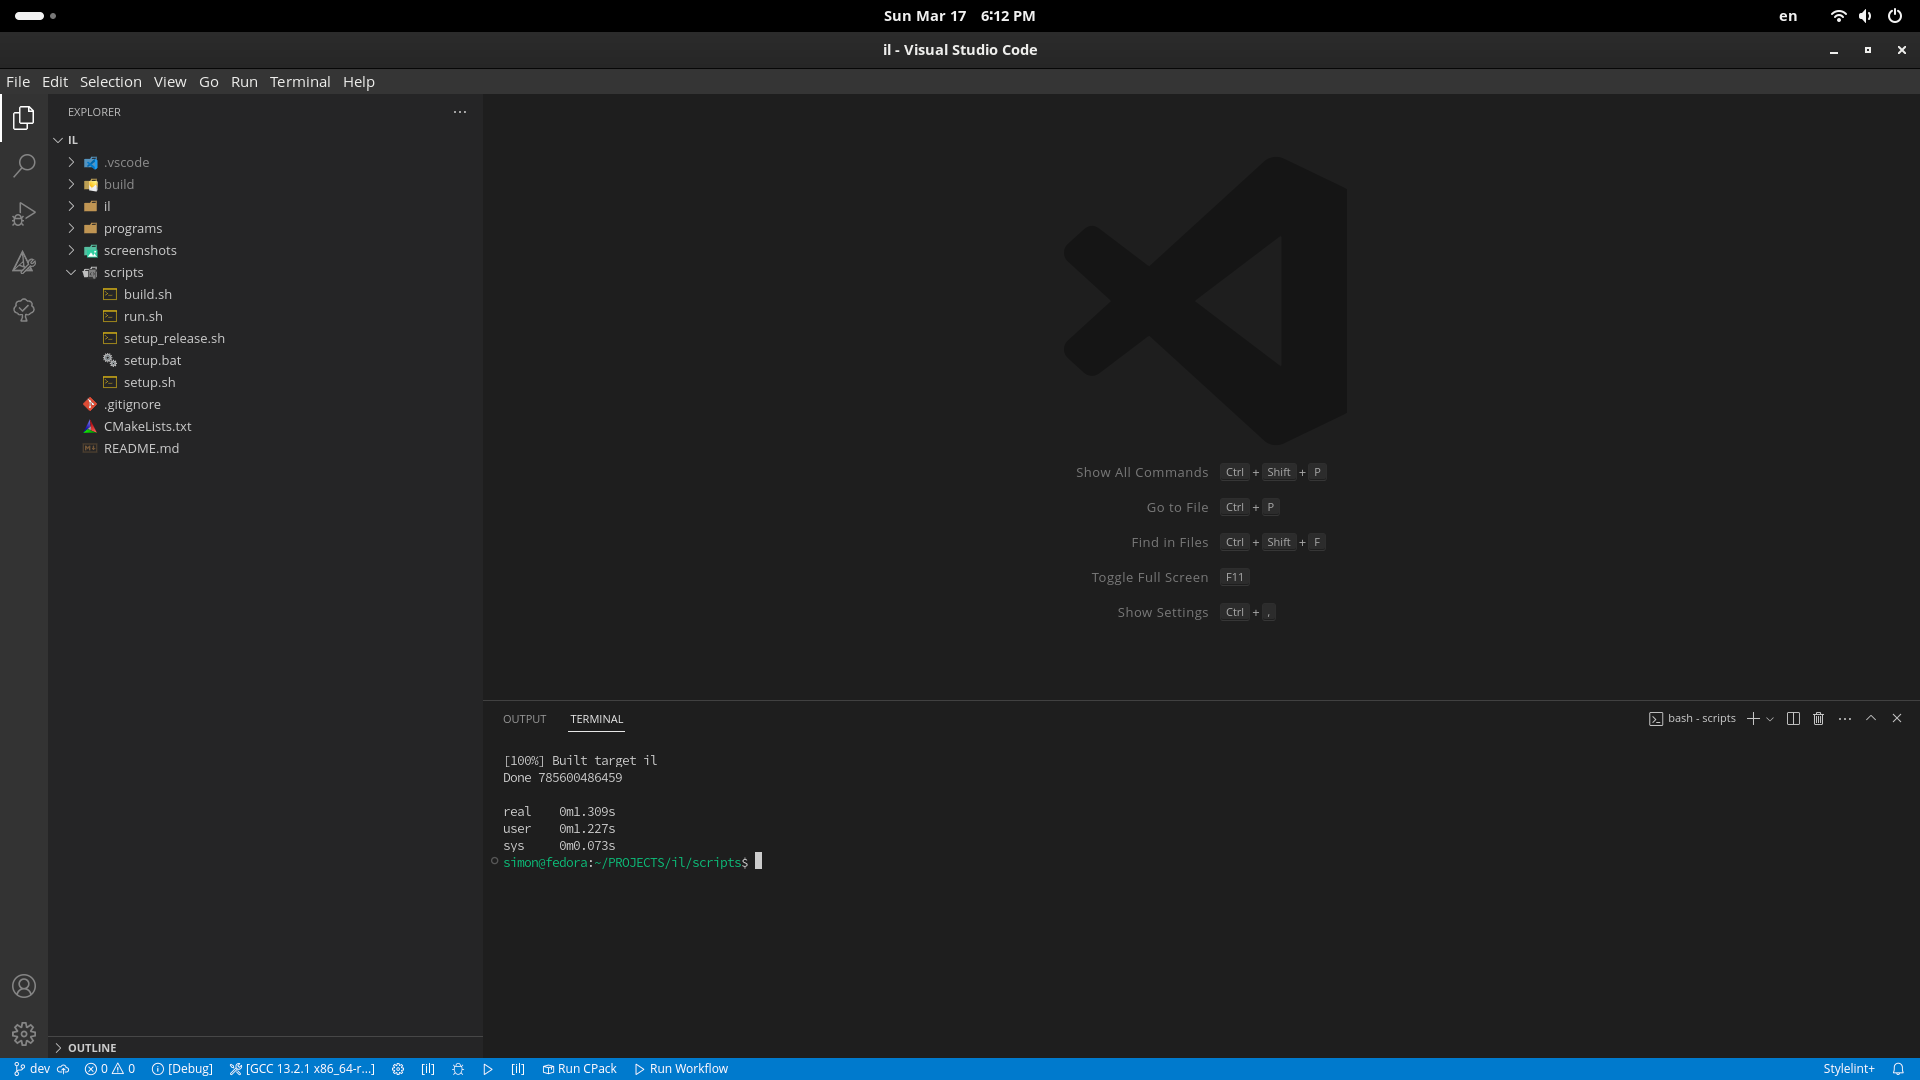 Sun Mar 17 6:12 PM
en
il - Visual Studio Code
File Edit Selection View Go Run Terminal Help
EXPLORER
IL
.vscode
build
il
programs
screenshots
scripts
build.sh
run.sh
setup_release.sh
setup.bat
setup.sh
.gitignore
CMakeLists.txt
README.md
OUTLINE
Show All Commands Ctrl + Shift + P
Go to File Ctrl + P
Find in Files Ctrl + Shift + F
Toggle Full Screen F11
Show Settings Ctrl + ,
OUTPUT TERMINAL
bash - scripts
[100%] Built target il
Done 785600486459
real 0m1.309s
user 0m1.227s
sys 0m0.073s
simon@fedora:~/PROJECTS/il/scripts$
dev 0 0 [Debug] [GCC 13.2.1 x86_64-r...] [il] [il] Run CPack Run Workflow Stylelint+